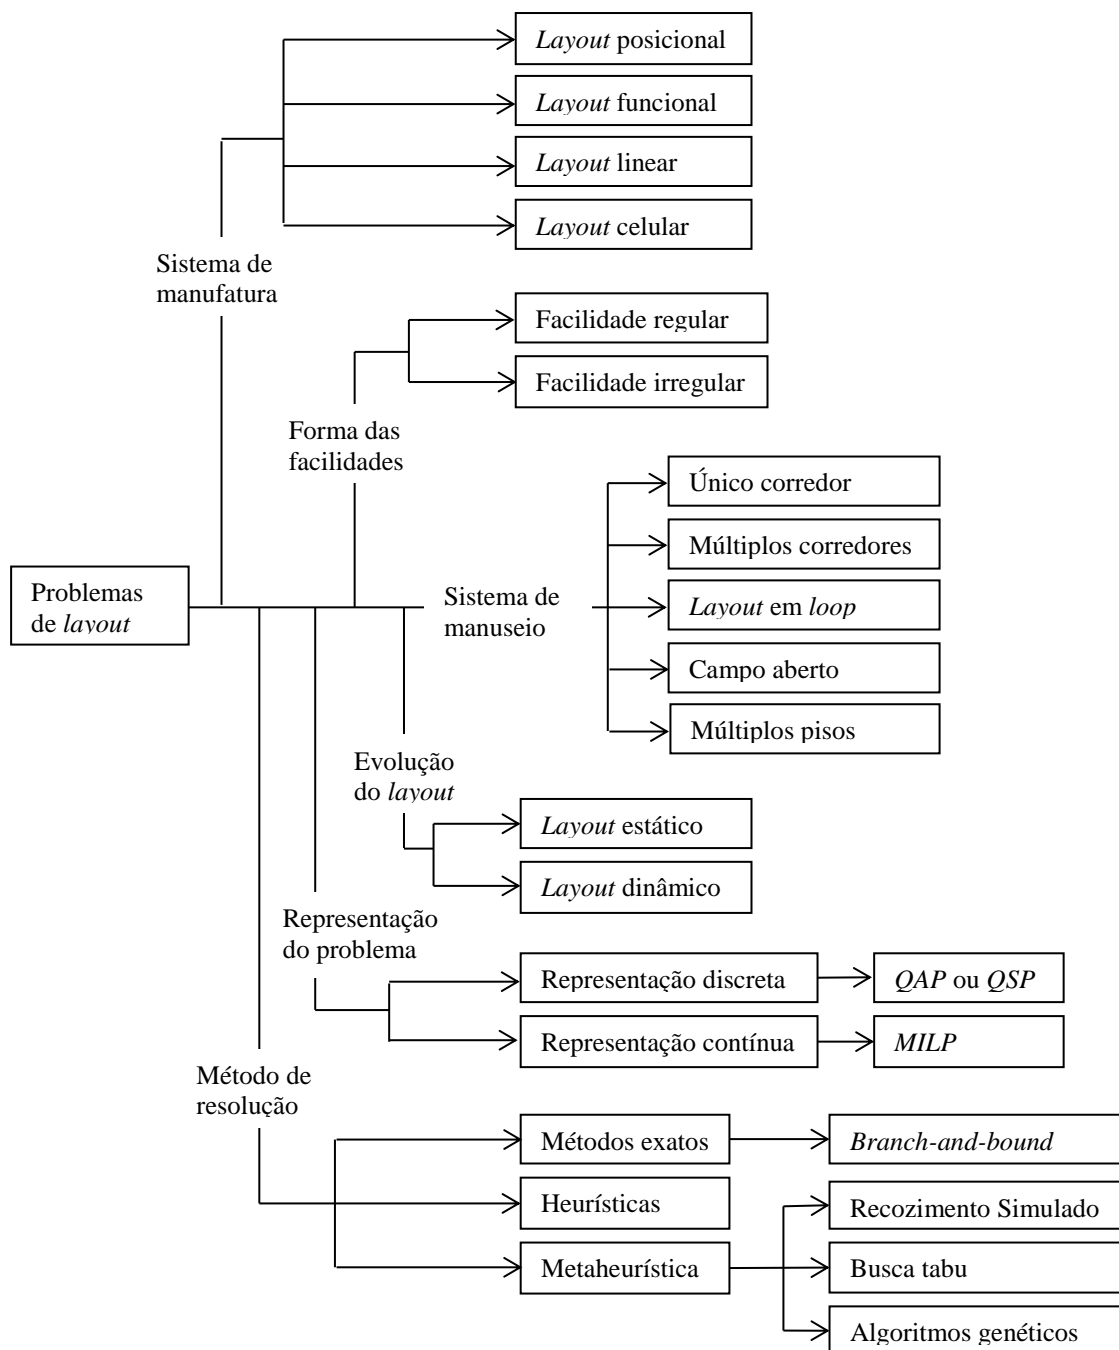 Layout posicional
Layout funcional
Layout linear
Layout celular
Sistema de
manufatura
Facilidade regular
Facilidade irregular
Forma das
facilidades
Único corredor
Múltiplos corredores
Problemas
de layout
Sistema de
manuseio
Layout em loop
Campo aberto
Múltiplos pisos
Evolução
do layout
Layout estático
Layout dinâmico
Representação
do problema
Representação discreta
QAP ou QSP
Representação contínua
MILP
Método de
resolução
Métodos exatos
Branch-and-bound
Heurísticas
Recozimento Simulado
Metaheurística
Busca tabu
Algoritmos genéticos